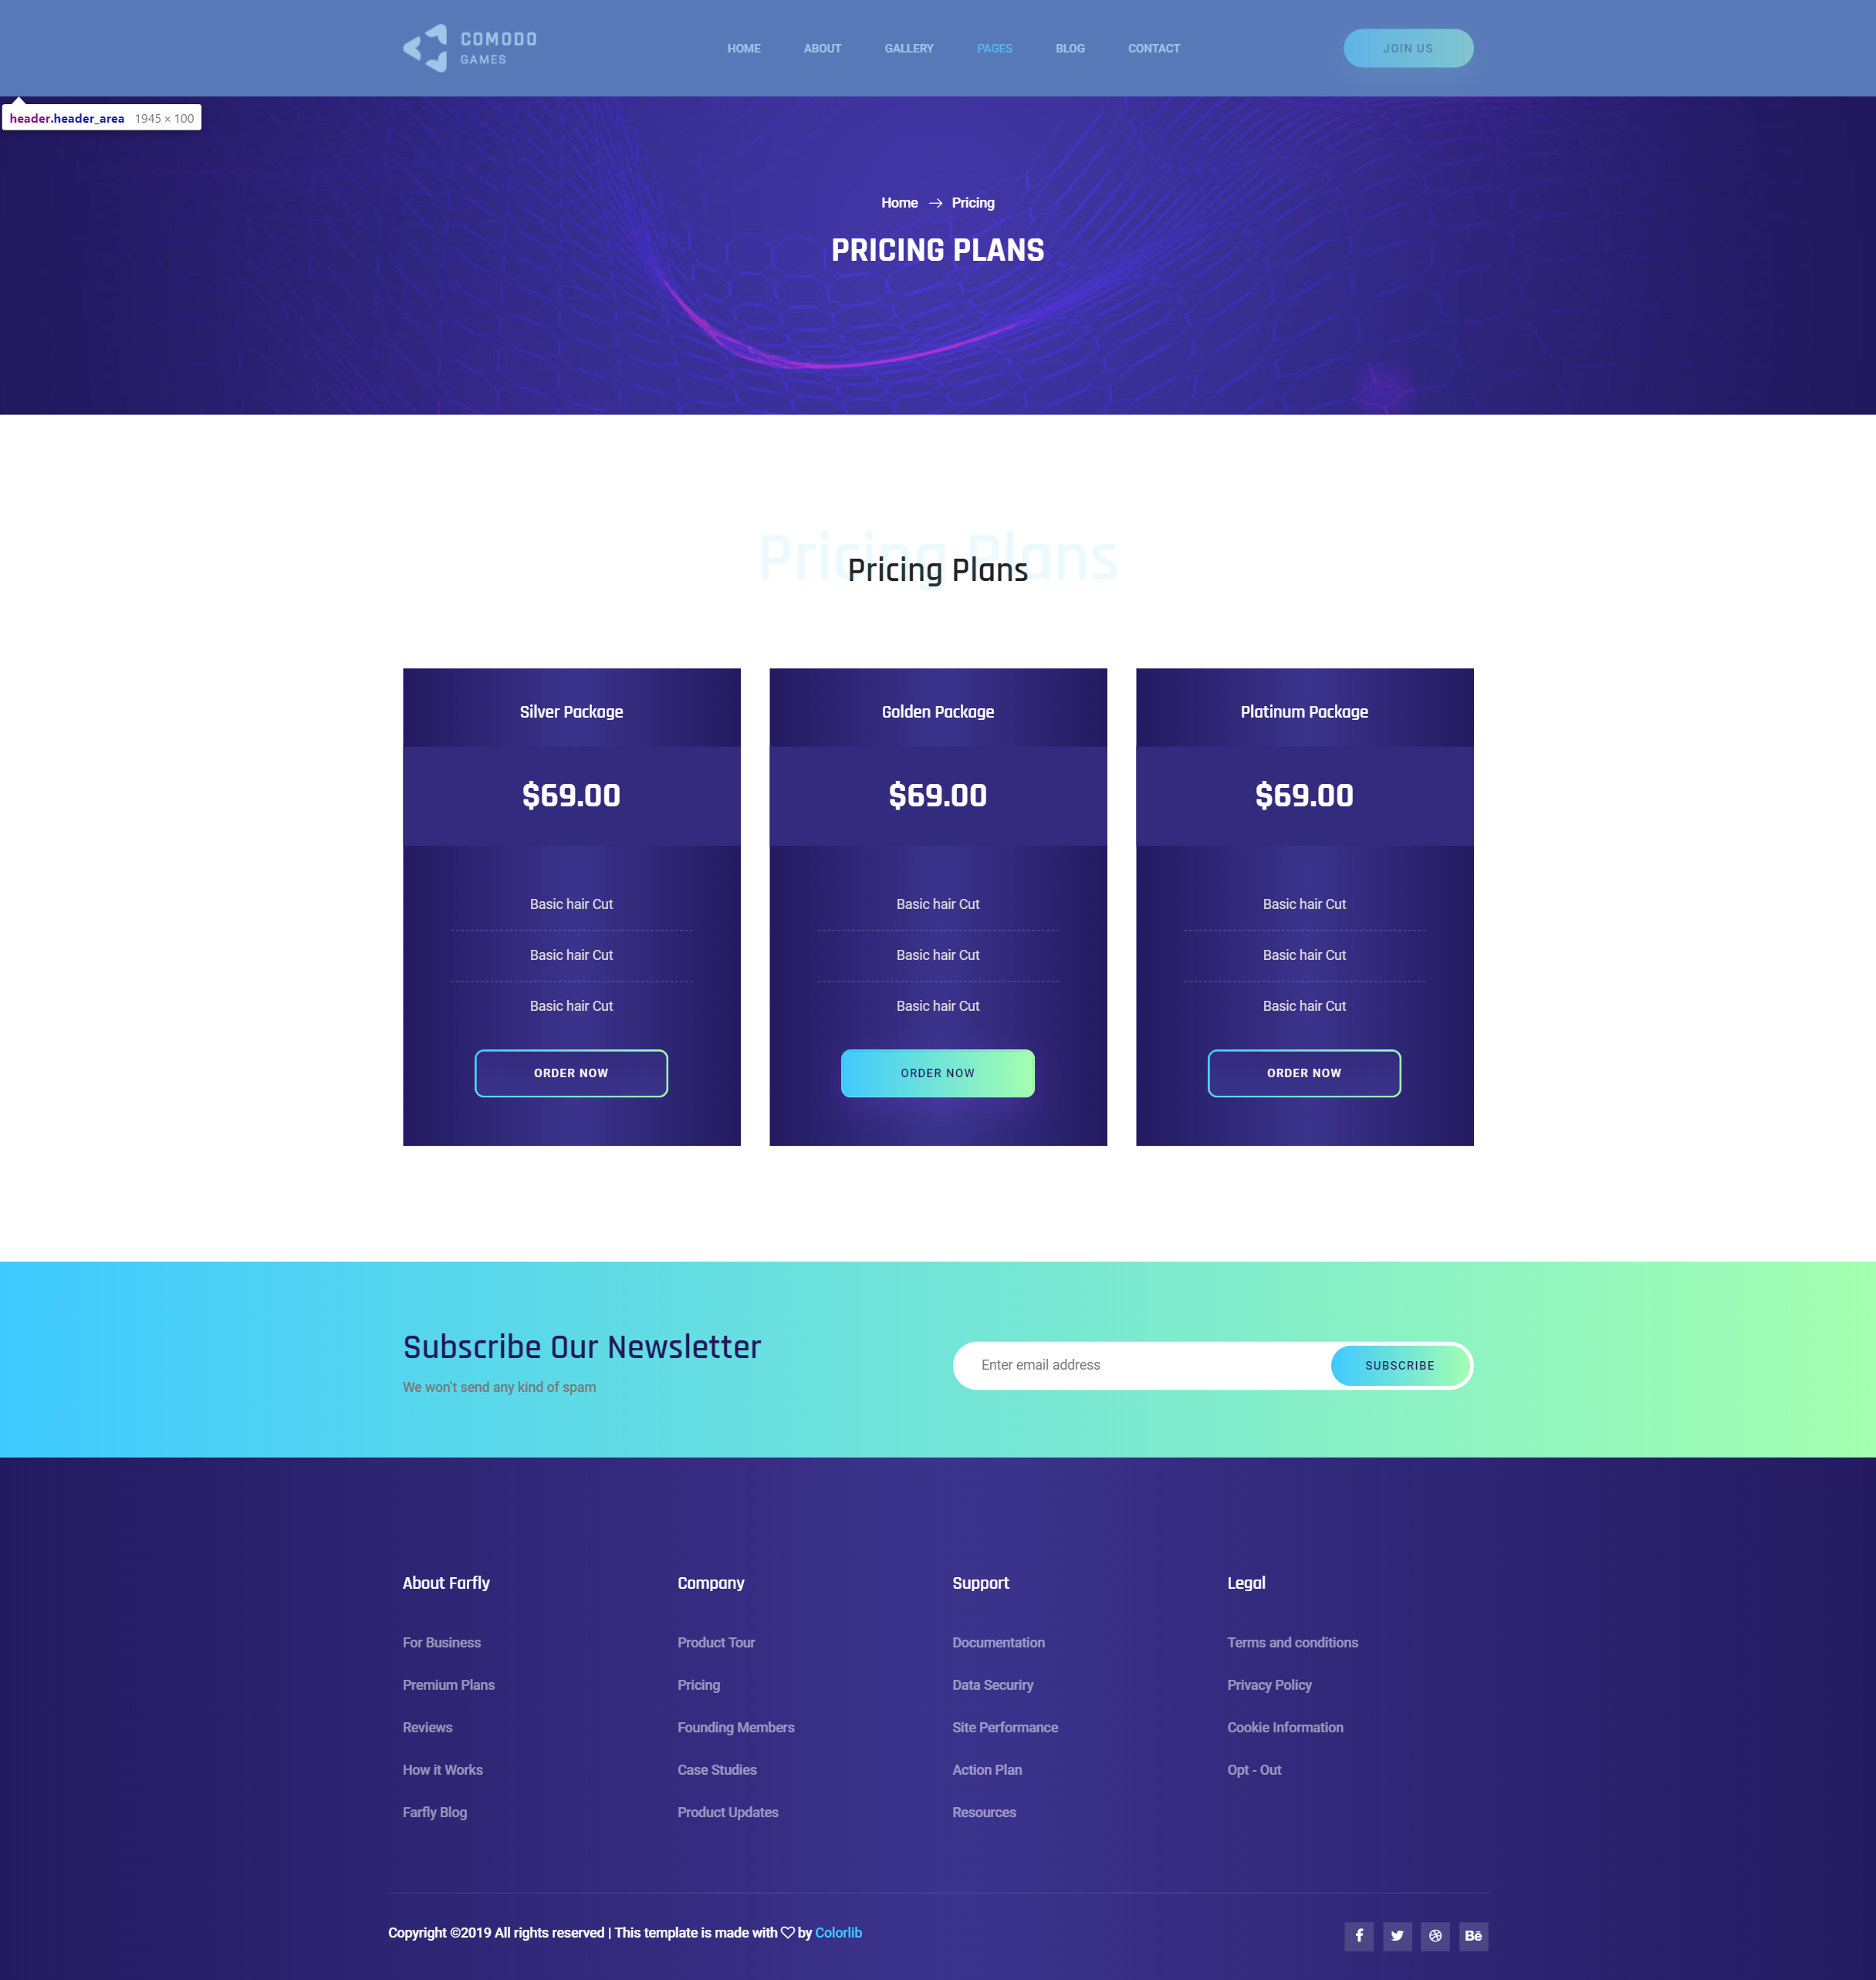 COMODO
GAMES
HOME ABOUT GALLERY PAGES BLOG CONTACT
JOIN US
header.header_area 1945 × 100
Home → Pricing
PRICING PLANS
Pricing Plans
Pricing Plans
Silver Package
$69.00
Basic hair Cut
Basic hair Cut
Basic hair Cut
ORDER NOW
Golden Package
$69.00
Basic hair Cut
Basic hair Cut
Basic hair Cut
ORDER NOW
Platinum Package
$69.00
Basic hair Cut
Basic hair Cut
Basic hair Cut
ORDER NOW
Subscribe Our Newsletter
We won't send any kind of spam
Enter email address
SUBSCRIBE
About Farfly
For Business
Premium Plans
Reviews
How it Works
Farfly Blog
Company
Product Tour
Pricing
Founding Members
Case Studies
Product Updates
Support
Documentation
Data Securiry
Site Performance
Action Plan
Resources
Legal
Terms and conditions
Privacy Policy
Cookie Information
Opt - Out
Copyright ©2019 All rights reserved | This template is made with ♡ by Colorlib
f
Bē